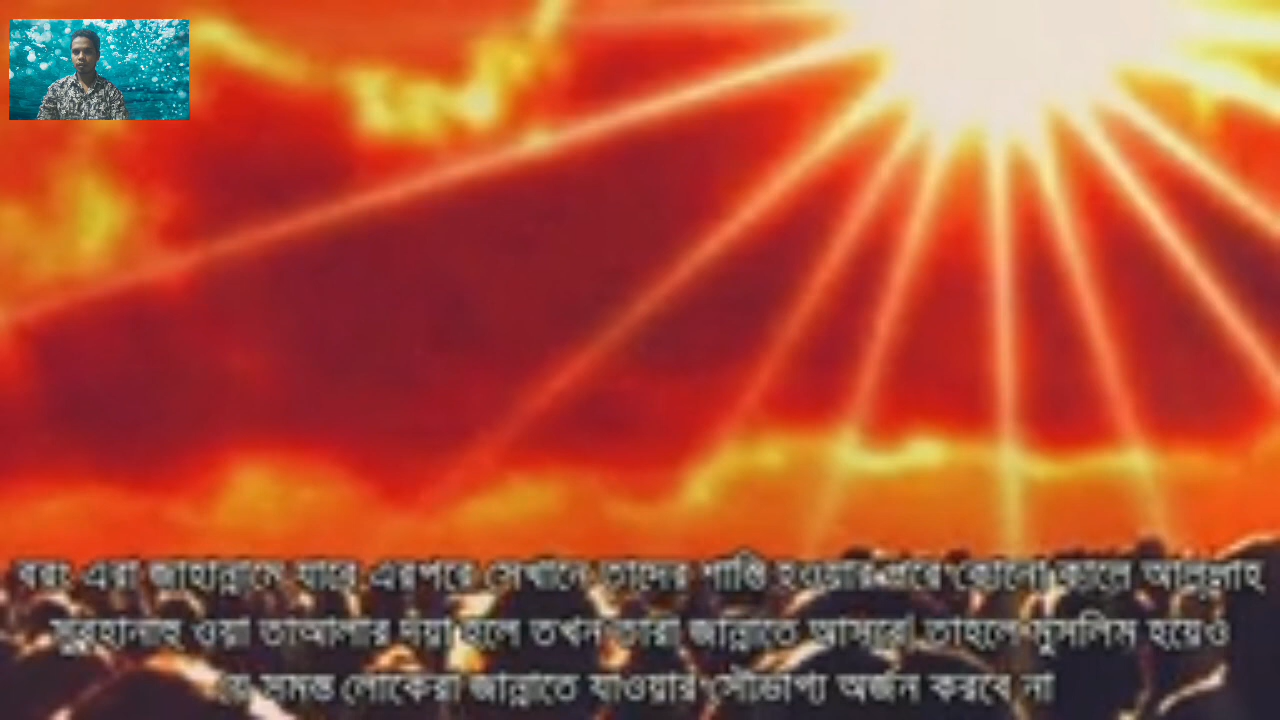 বরং এরা জাহান্নামে যাবে এরপরে সেখানে তাদের শাস্তি হওয়ার পরে কোনো কালে আল্লাহ
সুবহানাহু ওয়া তাআলার দয়া হলে তখন তারা জান্নাতে আসবে। তাহলে মুসলিম হয়েও
যে সমস্ত লোকেরা জান্নাতে যাওয়ার সৌভাগ্য অর্জন করবে না